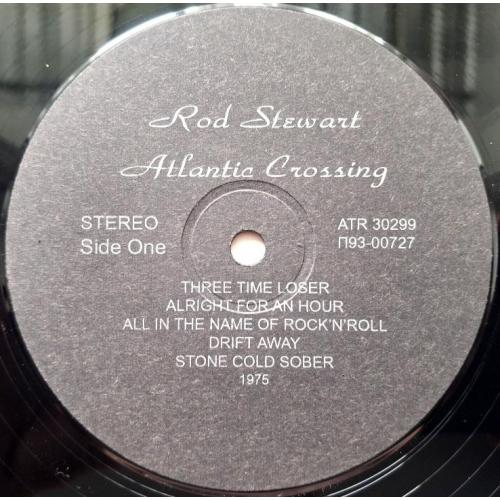 Rod Stewart
Atlantic Crossing
STEREO
Side One
ATR 30299
П93-00727
THREE TIME LOSER
ALRIGHT FOR AN HOUR
ALL IN THE NAME OF ROCK'N'ROLL
DRIFT AWAY
STONE COLD SOBER
1975